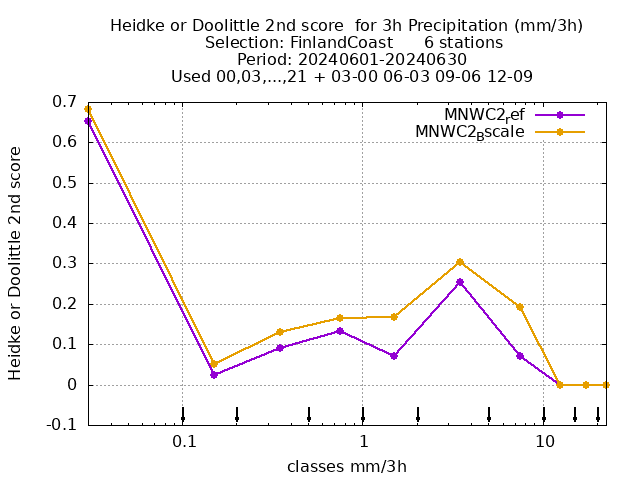 Heidke or Doolittle 2nd score  for 3h Precipitation (mm/3h)
Selection: FinlandCoast      6 stations
Period: 20240601-20240630
Used 00,03,...,21 + 03-00 06-03 09-06 12-09
MNWC2ref
MNWC2Bscale
0.7
0.6
0.5
0.4
0.3
0.2
0.1
0
-0.1
Heidke or Doolittle 2nd score
0.1
1
10
classes mm/3h